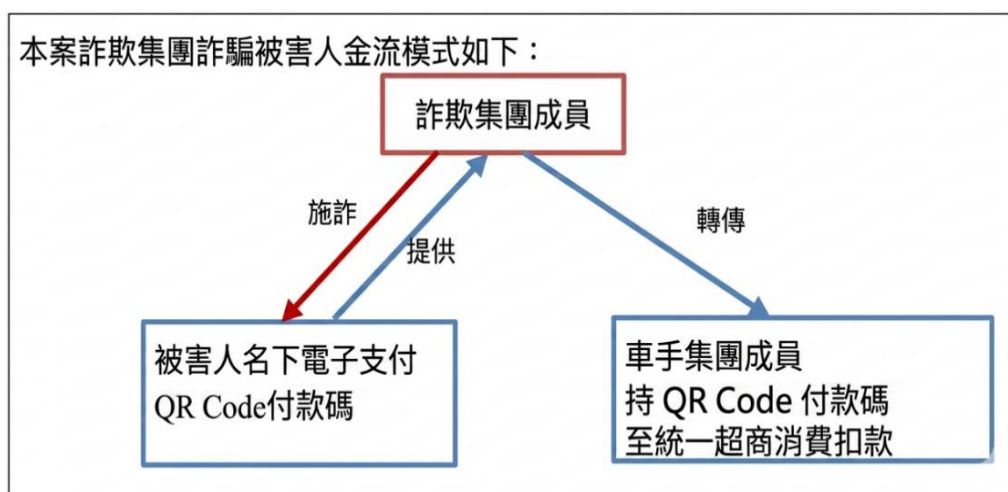 本案詐欺集團詐騙被害人金流模式如下：
詐欺集團成員
施詐
提供
轉傳
被害人名下電子支付
QR Code付款碼
車手集團成員
持 QR Code 付款碼
至統一超商消費扣款